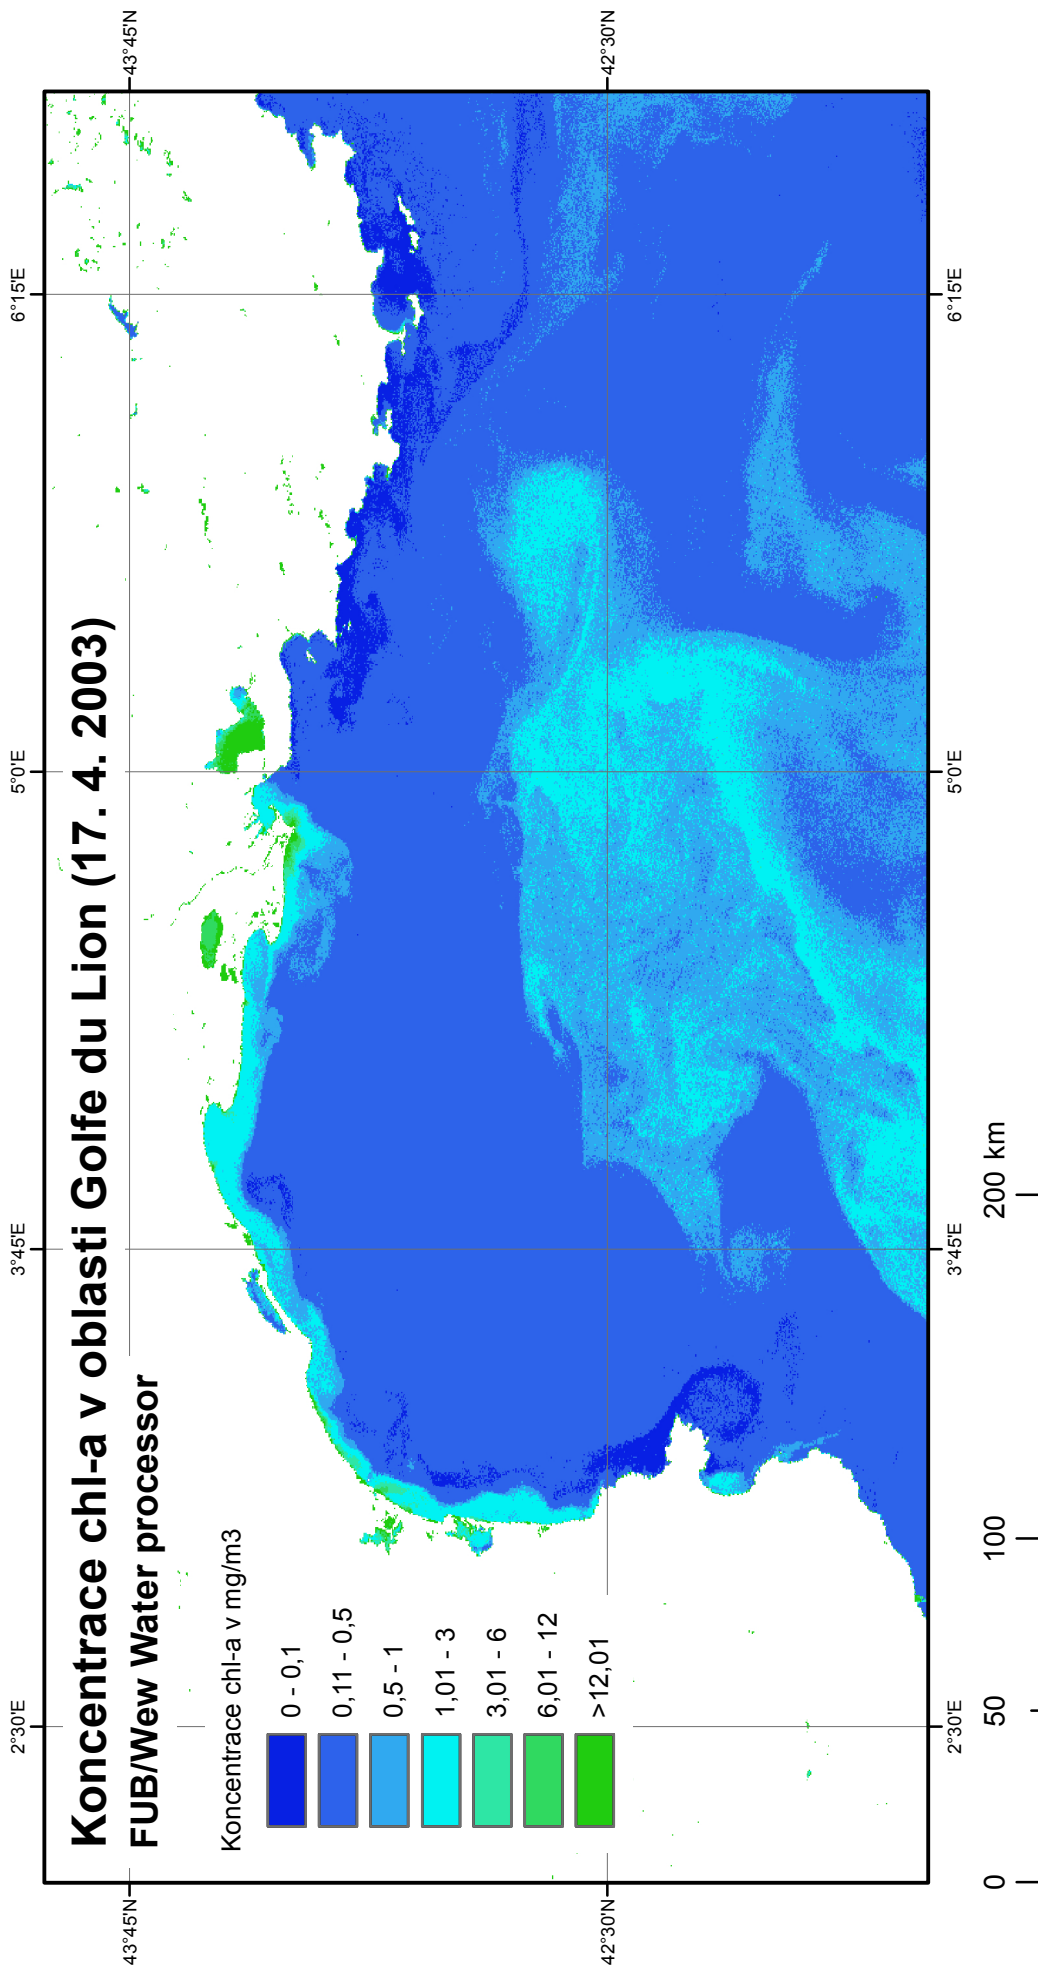 Koncentrace chl-a v oblasti Golfe du Lion (17. 4. 2003)
FUB/Wew Water processor
Koncentrace chl-a v mg/m3
0 - 0,1
0,11 - 0,5
0,5 - 1
1,01 - 3
3,01 - 6
6,01 - 12
>12,01
2°30'E
3°45'E
5°0'E
6°15'E
43°45'N
43°45'N
42°30'N
42°30'N
2°30'E
3°45'E
5°0'E
6°15'E
0
50
100
200 km